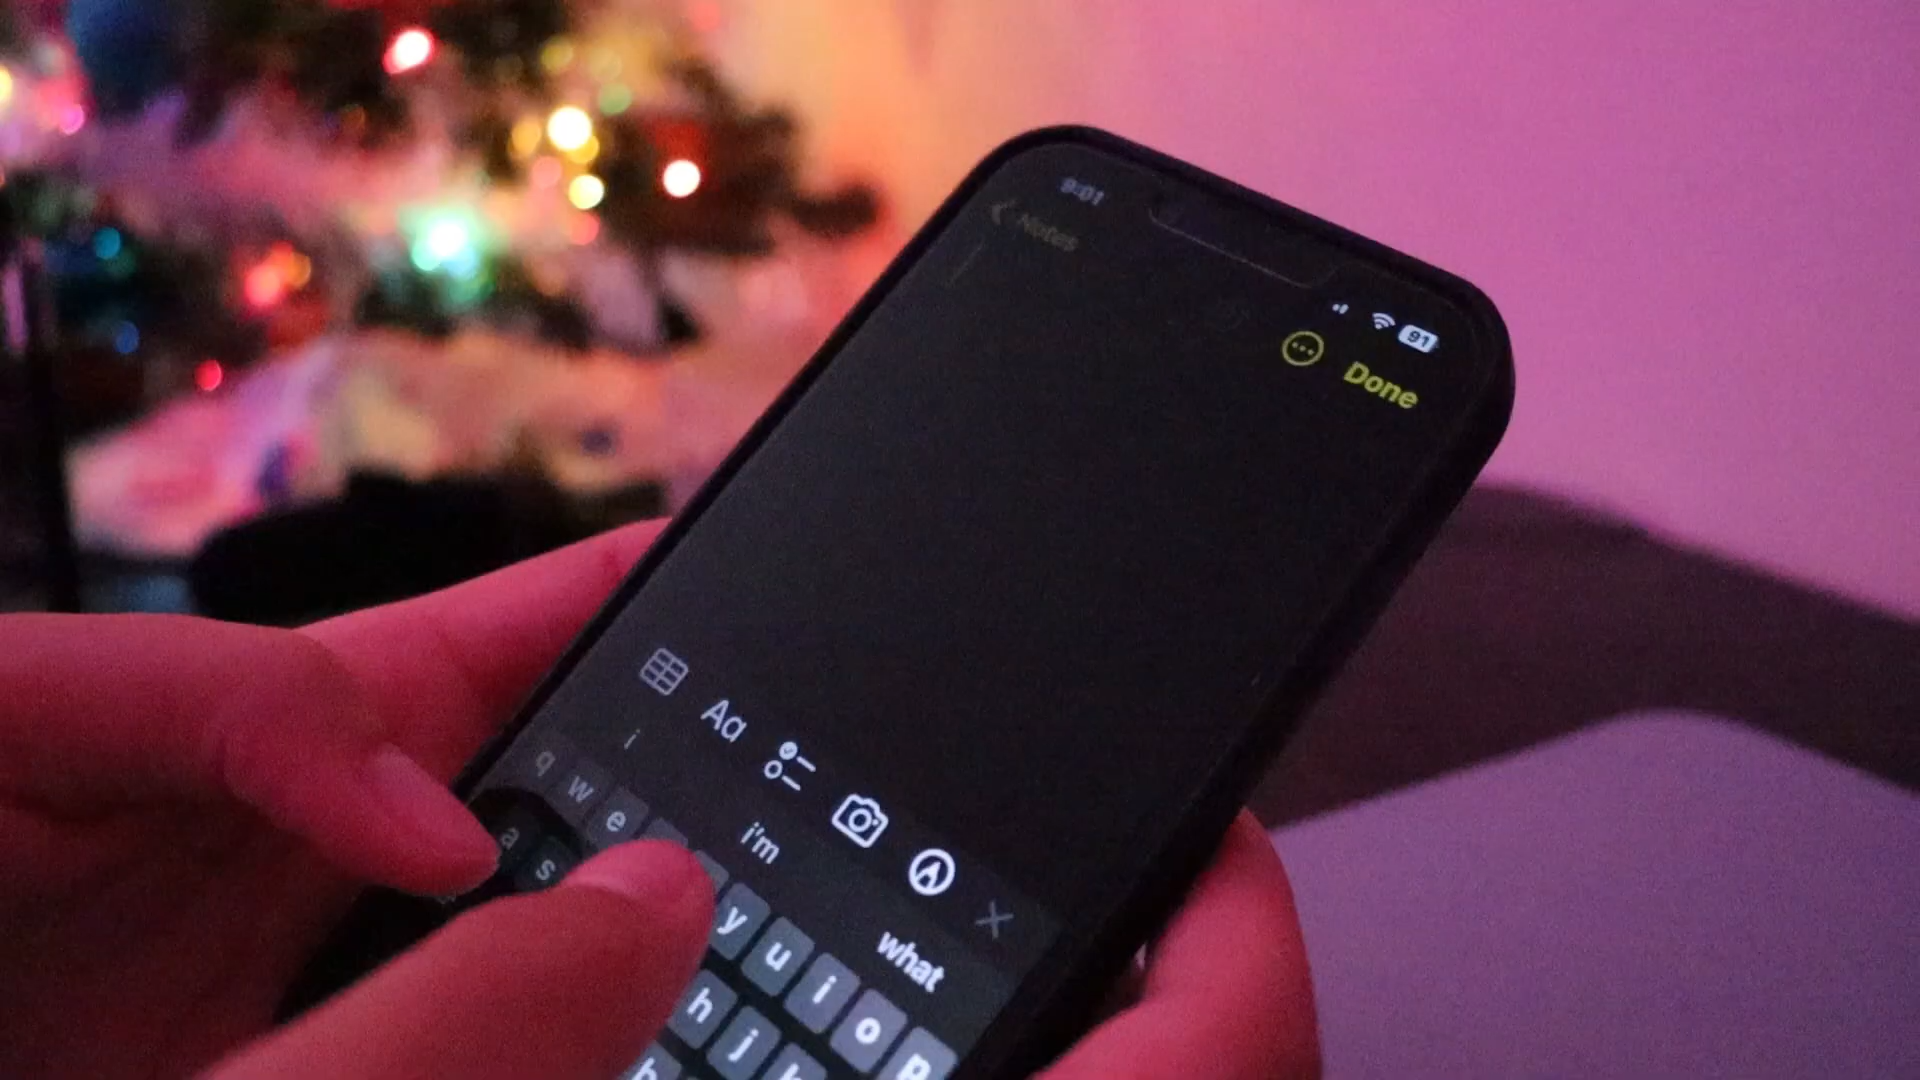 9:01
Notes
91
Done
Aa
i
i'm
what
q w e
y u i o p
a s
h j